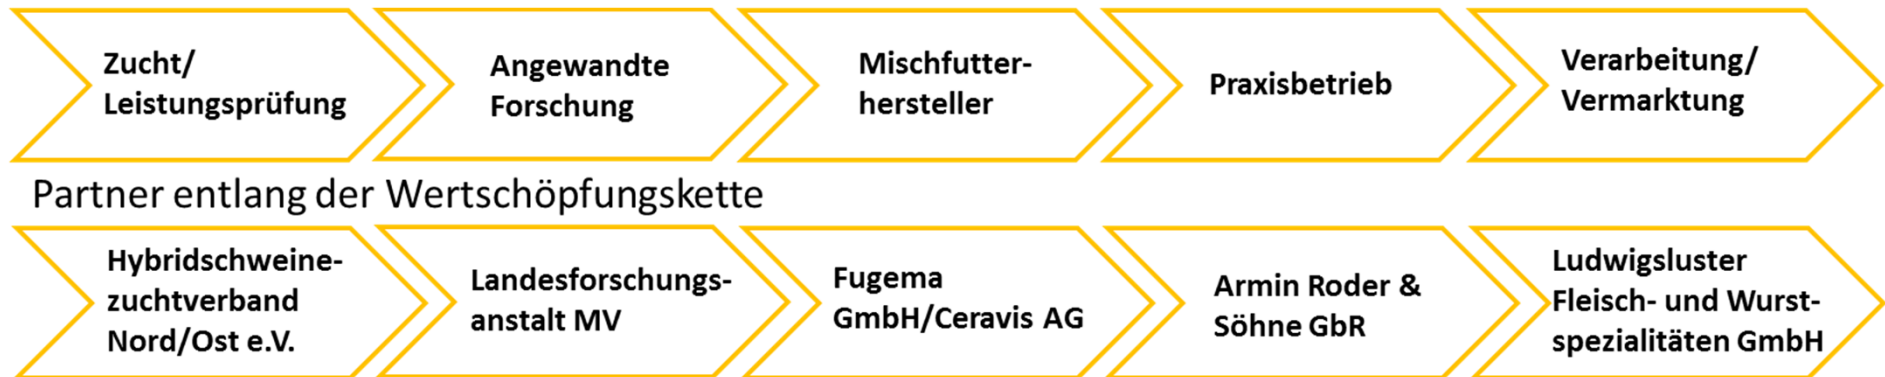 Zucht/
Leistungsprüfung
Angewandte
Forschung
Mischfutter-
hersteller
Praxisbetrieb
Verarbeitung/
Vermarktung
Partner entlang der Wertschöpfungskette
Hybridschweine-
zuchtverband
Nord/Ost e.V.
Landesforschungs-
anstalt MV
Fugema
GmbH/Ceravis AG
Armin Roder &
Söhne GbR
Ludwigsluster
Fleisch- und Wurst-
spezialitäten GmbH